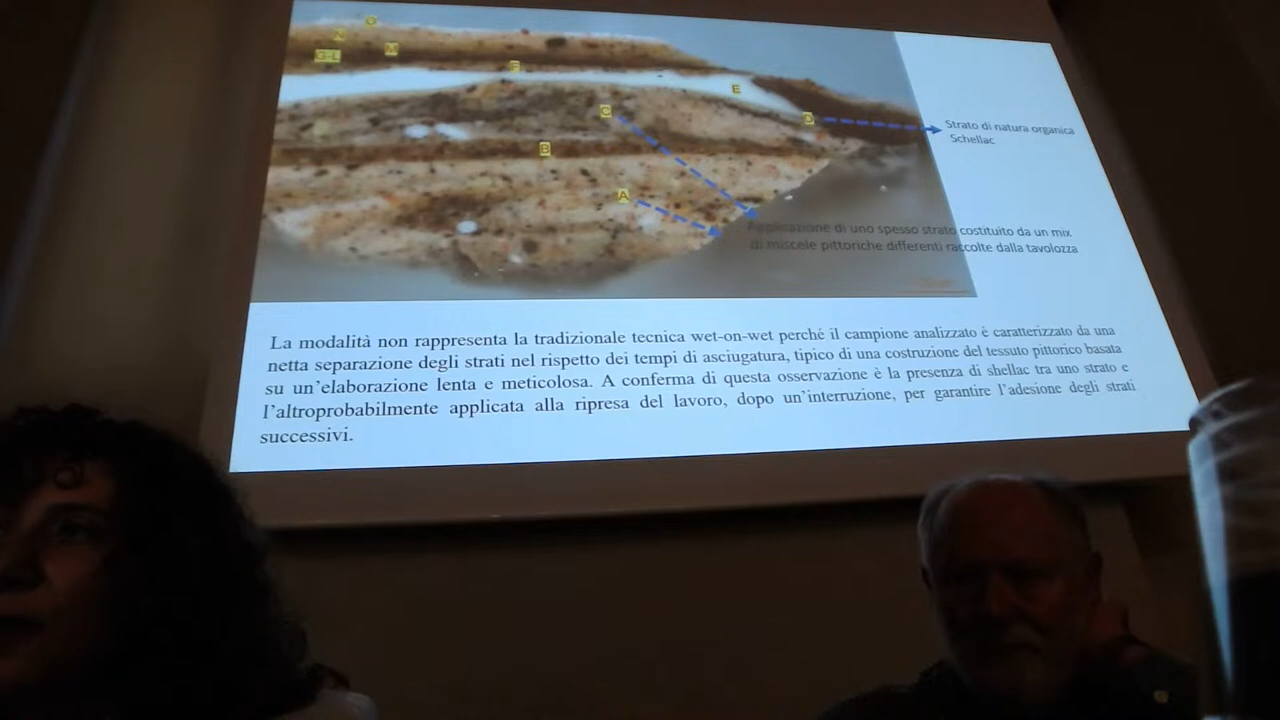 G
N
G-L
M
F
E
C
D
B
A
Strato di natura organica
Schellac
Applicazione di uno spesso strato costituito da un mix
di miscele pittoriche differenti raccolte dalla tavolozza
La modalità non rappresenta la tradizionale tecnica wet-on-wet perché il campione analizzato è caratterizzato da una
netta separazione degli strati nel rispetto dei tempi di asciugatura, tipico di una costruzione del tessuto pittorico basata
su un'elaborazione lenta e meticolosa. A conferma di questa osservazione è la presenza di shellac tra uno strato e
l'altroprobabilmente applicata alla ripresa del lavoro, dopo un'interruzione, per garantire l'adesione degli strati
successivi.